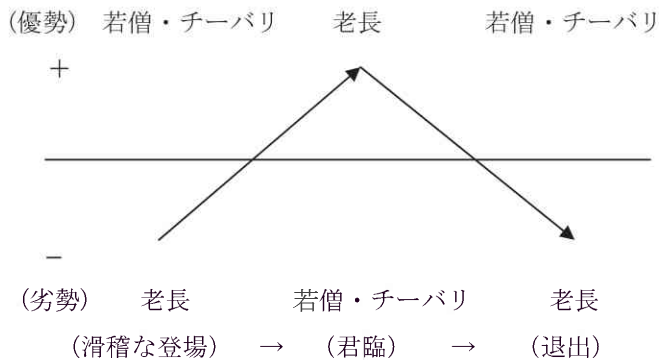 (優勢) 若僧・チーバリ 老長 若僧・チーバリ
+
−
(劣勢) 老長 若僧・チーバリ 老長
(滑稽な登場) → (君臨) → (退出)